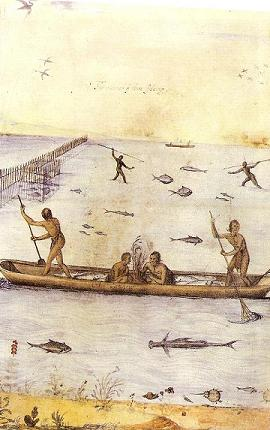 The manner of their fishing.